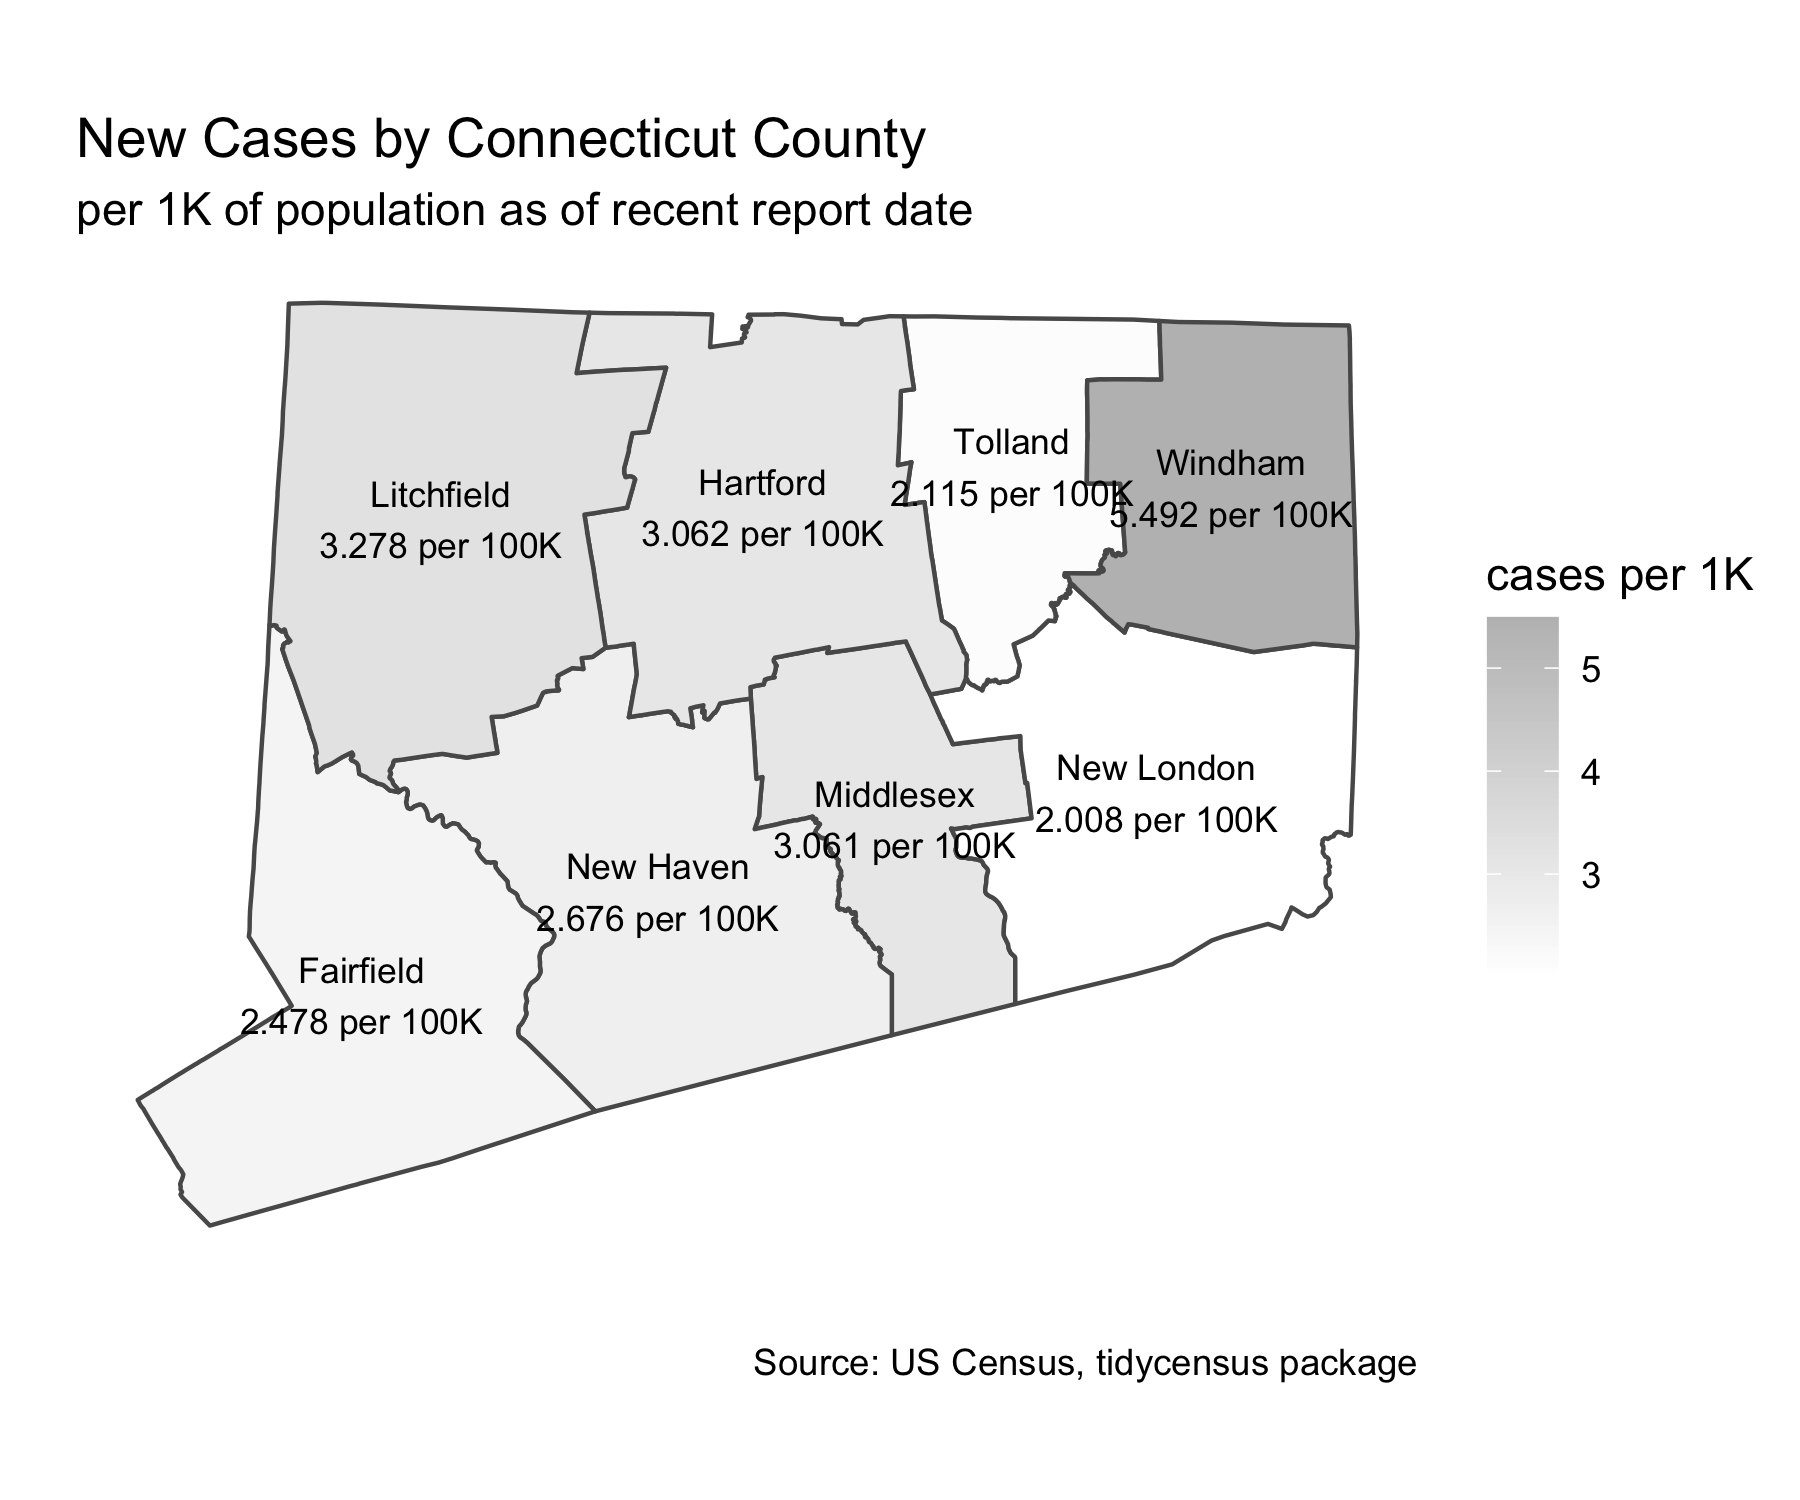 New Cases by Connecticut County
per 1K of population as of recent report date
Tolland
2.115 per 100K
Windham
5.492 per 100K
Hartford
3.062 per 100K
Litchfield
3.278 per 100K
cases per 1K
5
4
3
New London
2.008 per 100K
Middlesex
3.061 per 100K
New Haven
2.676 per 100K
Fairfield
2.478 per 100K
Source: US Census, tidycensus package